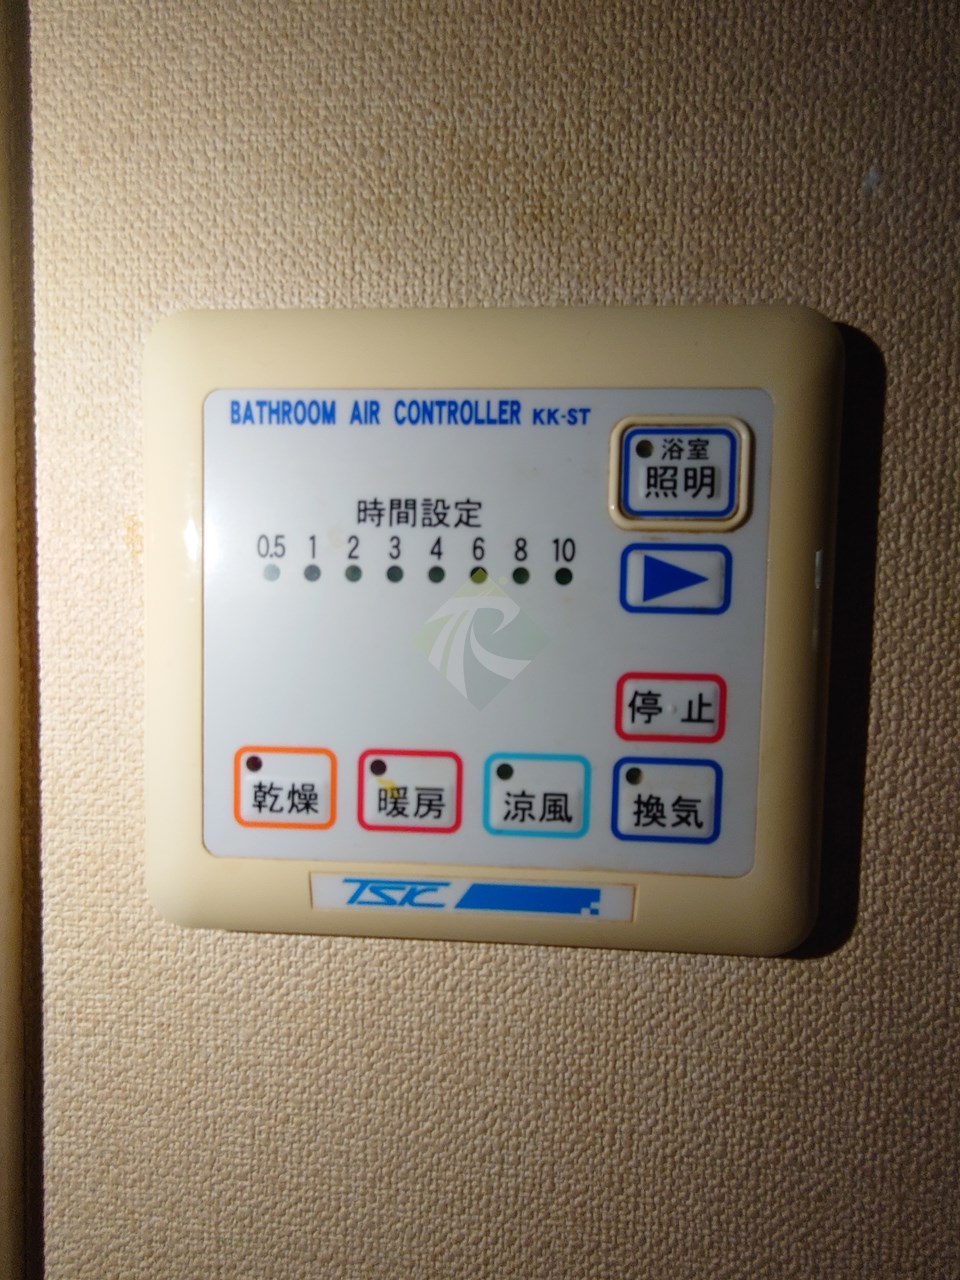 BATHROOM AIR CONTROLLER KK-ST
浴室
照明
時間設定
0.5 1 2 3 4 6 8 10
停止
乾燥 暖房 涼風 換気
TSK